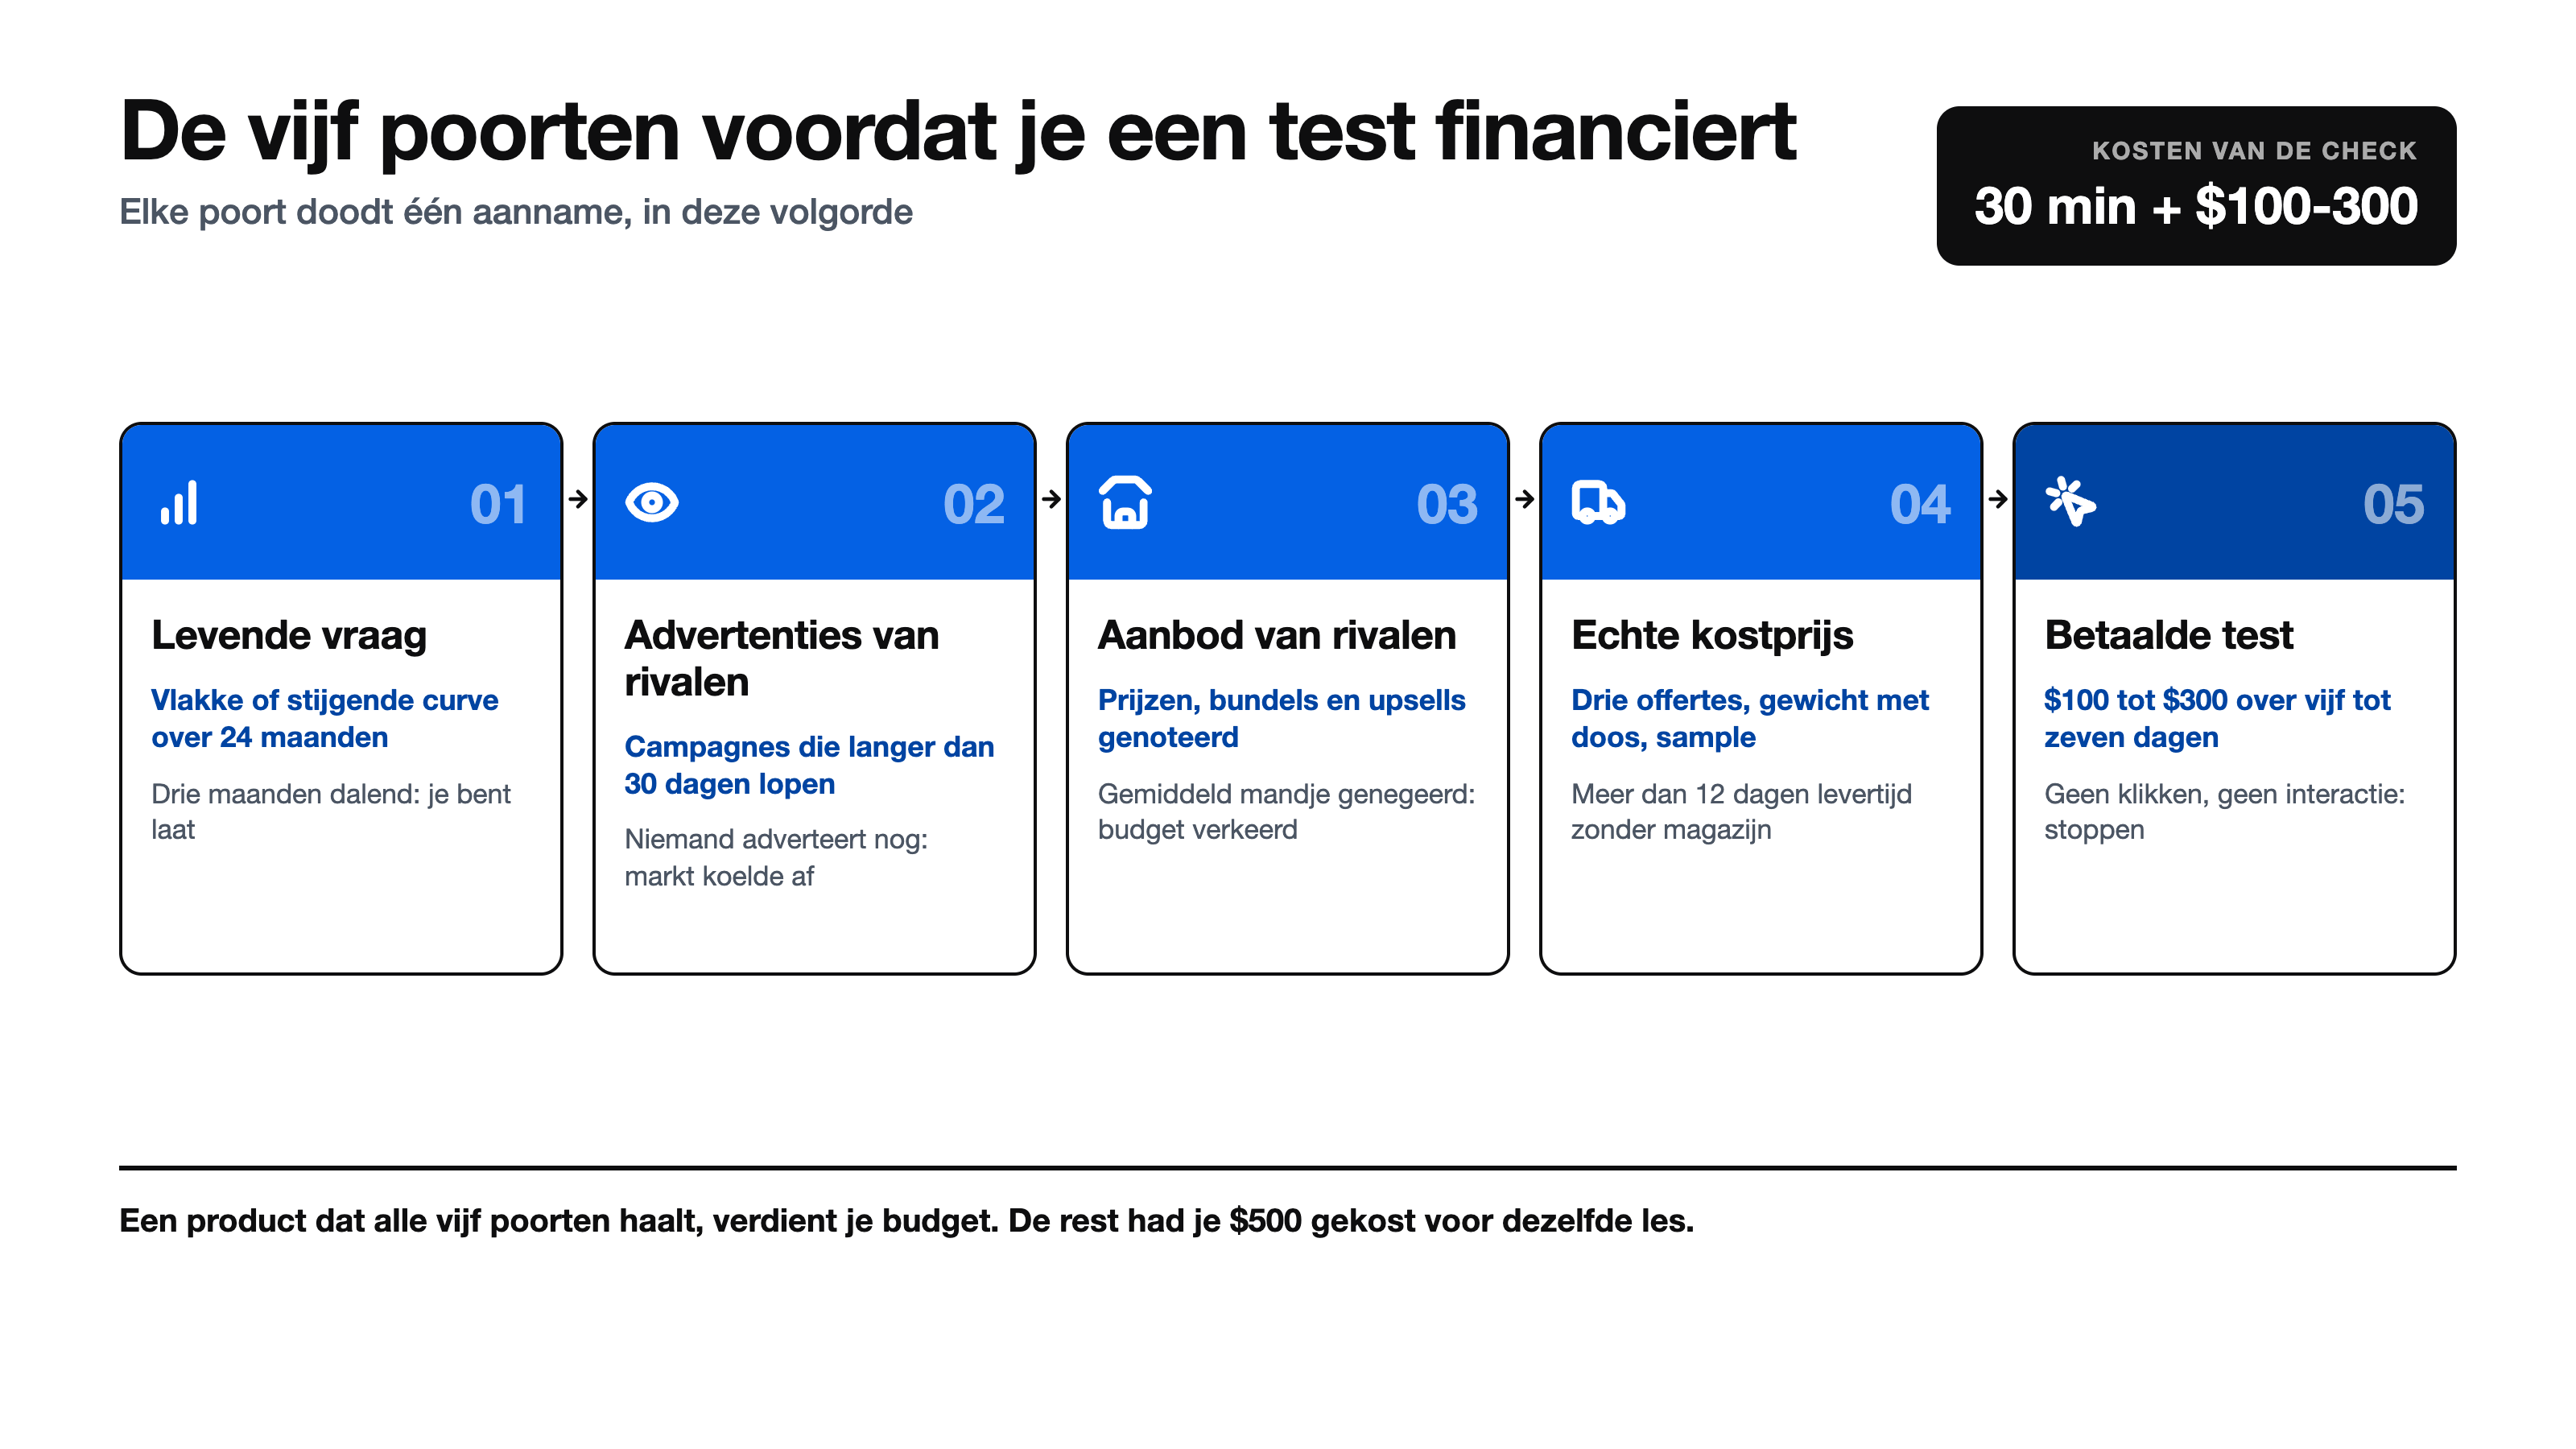 De vijf poorten voordat je een test financiert
Elke poort doodt één aanname, in deze volgorde
KOSTEN VAN DE CHECK
30 min + $100-300
01
Levende vraag
Vlakke of stijgende curve
over 24 maanden
Drie maanden dalend: je bent
laat
02
Advertenties van
rivalen
Campagnes die langer dan
30 dagen lopen
Niemand adverteert nog:
markt koelde af
03
Aanbod van rivalen
Prijzen, bundels en upsells
genoteerd
Gemiddeld mandje genegeerd:
budget verkeerd
04
Echte kostprijs
Drie offertes, gewicht met
doos, sample
Meer dan 12 dagen levertijd
zonder magazijn
05
Betaalde test
$100 tot $300 over vijf tot
zeven dagen
Geen klikken, geen interactie:
stoppen
Een product dat alle vijf poorten haalt, verdient je budget. De rest had je $500 gekost voor dezelfde les.